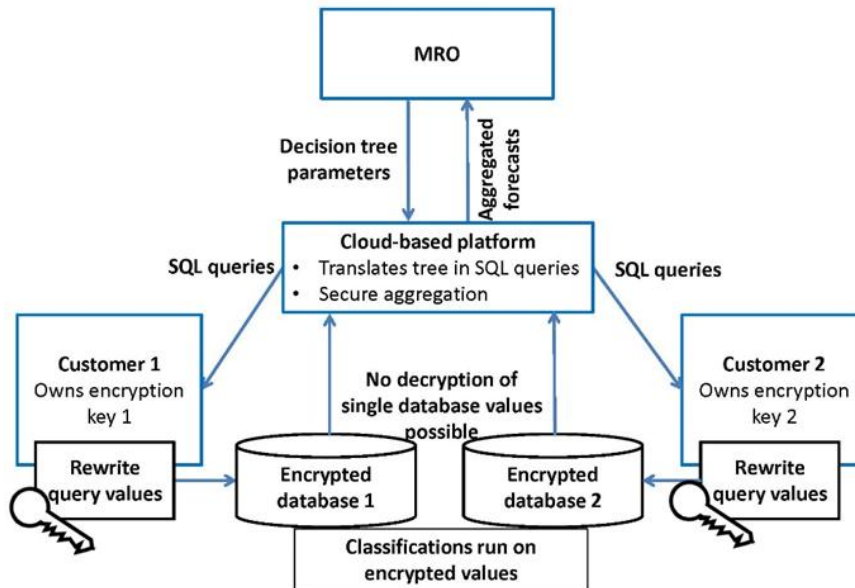 MRO
Decision tree
parameters
Aggregated
forecasts
Cloud-based platform
• Translates tree in SQL queries
• Secure aggregation
SQL queries
SQL queries
Customer 1
Owns encryption
key 1
Customer 2
Owns encryption
key 2
No decryption of
single database values
possible
Rewrite
query values
Encrypted
database 1
Encrypted
database 2
Rewrite
query values
Classifications run on
encrypted values